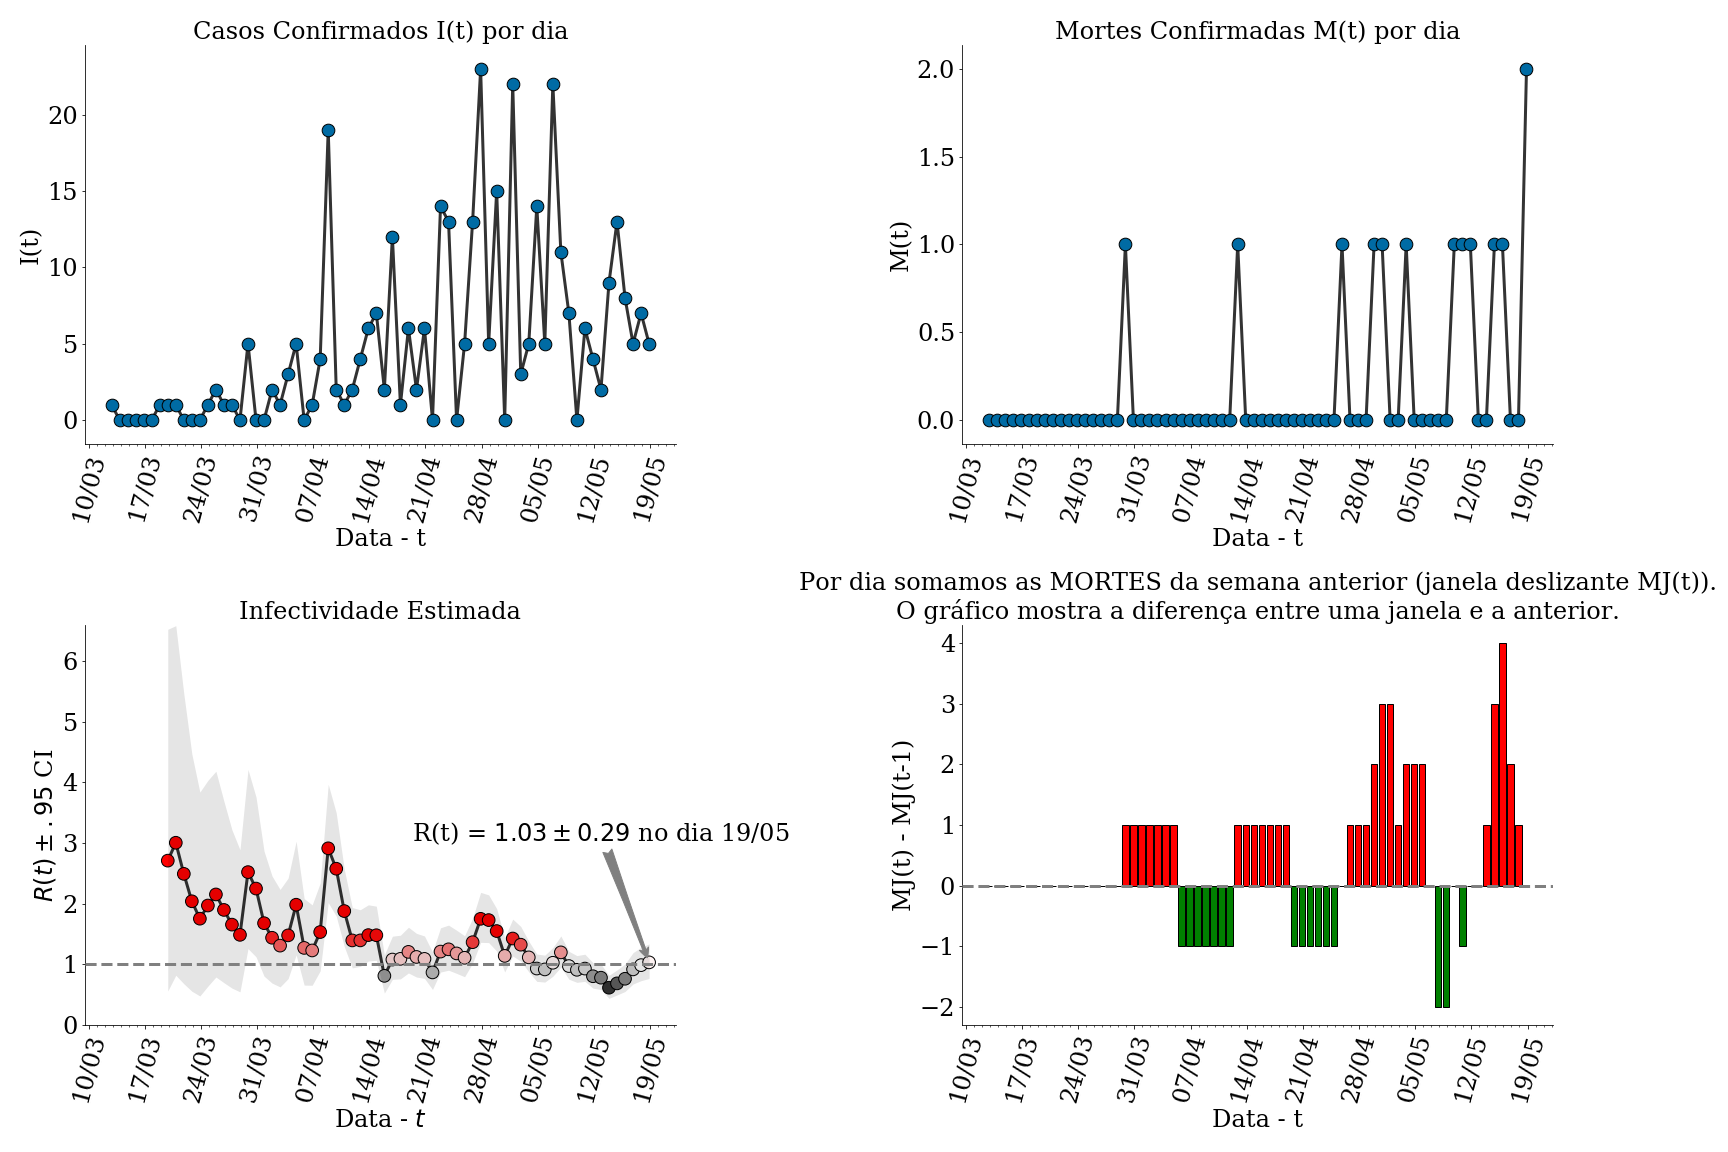 Casos Confirmados I(t) por dia
I(t)
20
15
10
5
0
10/03 17/03 24/03 31/03 07/04 14/04 21/04 28/04 05/05 12/05 19/05
Data - t
Mortes Confirmadas M(t) por dia
M(t)
2.0
1.5
1.0
0.5
0.0
10/03 17/03 24/03 31/03 07/04 14/04 21/04 28/04 05/05 12/05 19/05
Data - t
Infectividade Estimada
R(t) ± .95 CI
6
5
4
3
2
1
0
R(t) = 1.03 ± 0.29 no dia 19/05
10/03 17/03 24/03 31/03 07/04 14/04 21/04 28/04 05/05 12/05 19/05
Data - t
Por dia somamos as MORTES da semana anterior (janela deslizante MJ(t)).
O gráfico mostra a diferença entre uma janela e a anterior.
MJ(t) - MJ(t-1)
4
3
2
1
0
−1
−2
10/03 17/03 24/03 31/03 07/04 14/04 21/04 28/04 05/05 12/05 19/05
Data - t